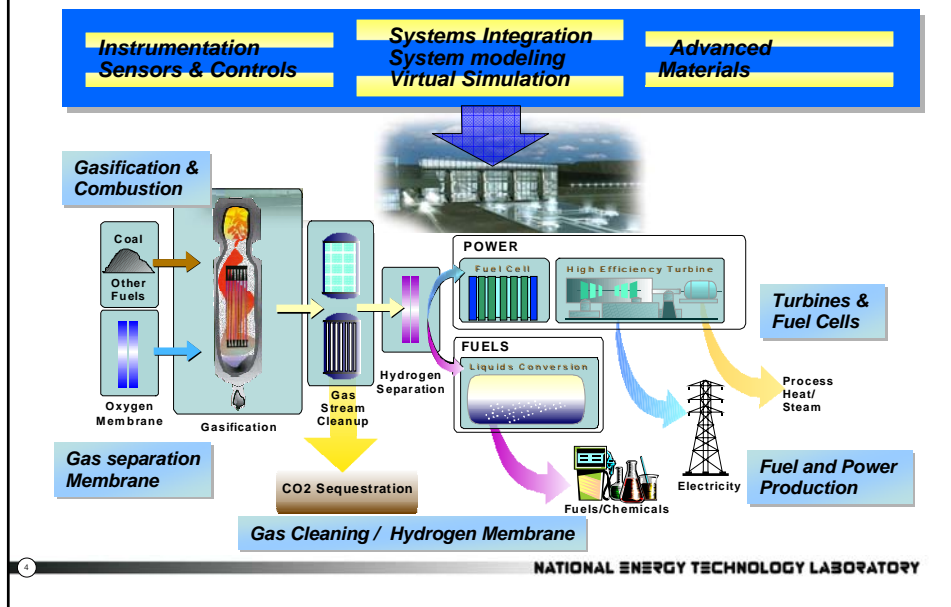 Instrumentation
Sensors & Controls
Systems Integration
System modeling
Virtual Simulation
Advanced
Materials
Gasification &
Combustion
Coal
Other
Fuels
Oxygen
Membrane
Gasification
Gas
Stream
Cleanup
Hydrogen
Separation
POWER
Fuel Cell
High Efficiency Turbine
FUELS
Liquids Conversion
Turbines &
Fuel Cells
Process
Heat/
Steam
Electricity
Fuels/Chemicals
Gas separation
Membrane
CO2 Sequestration
Gas Cleaning / Hydrogen Membrane
Fuel and Power
Production
4
NATIONAL ENERGY TECHNOLOGY LABORATORY